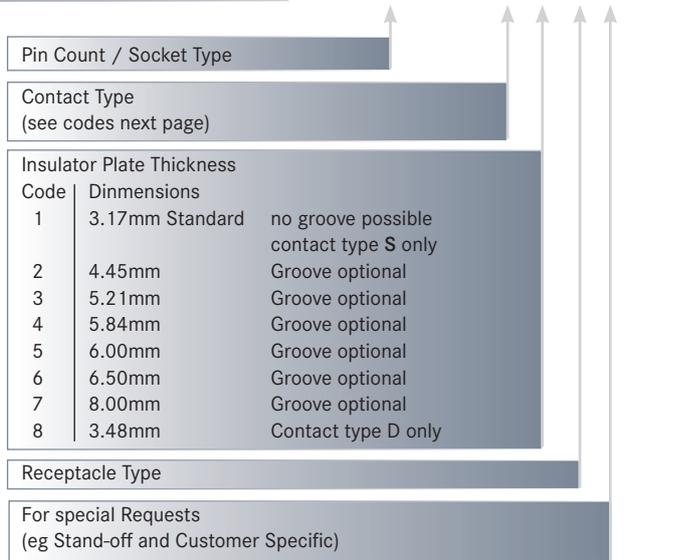 Pin Count / Socket Type
Contact Type
(see codes next page)
Insulator Plate Thickness
Code Dinmensions
1 3.17mm Standard no groove possible
contact type S only
2 4.45mm Groove optional
3 5.21mm Groove optional
4 5.84mm Groove optional
5 6.00mm Groove optional
6 6.50mm Groove optional
7 8.00mm Groove optional
8 3.48mm Contact type D only
Receptacle Type
For special Requests
(eg Stand-off and Customer Specific)